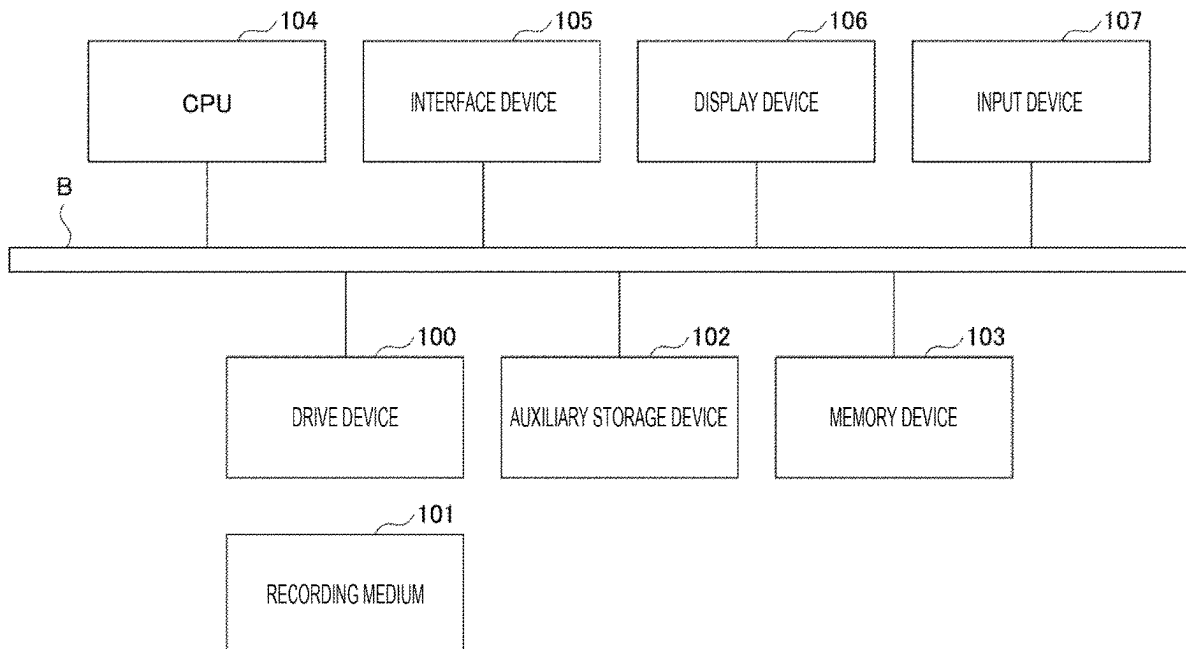 104
105
106
107
CPU
INTERFACE DEVICE
DISPLAY DEVICE
INPUT DEVICE
B
100
102
103
DRIVE DEVICE
AUXILIARY STORAGE DEVICE
MEMORY DEVICE
101
RECORDING MEDIUM